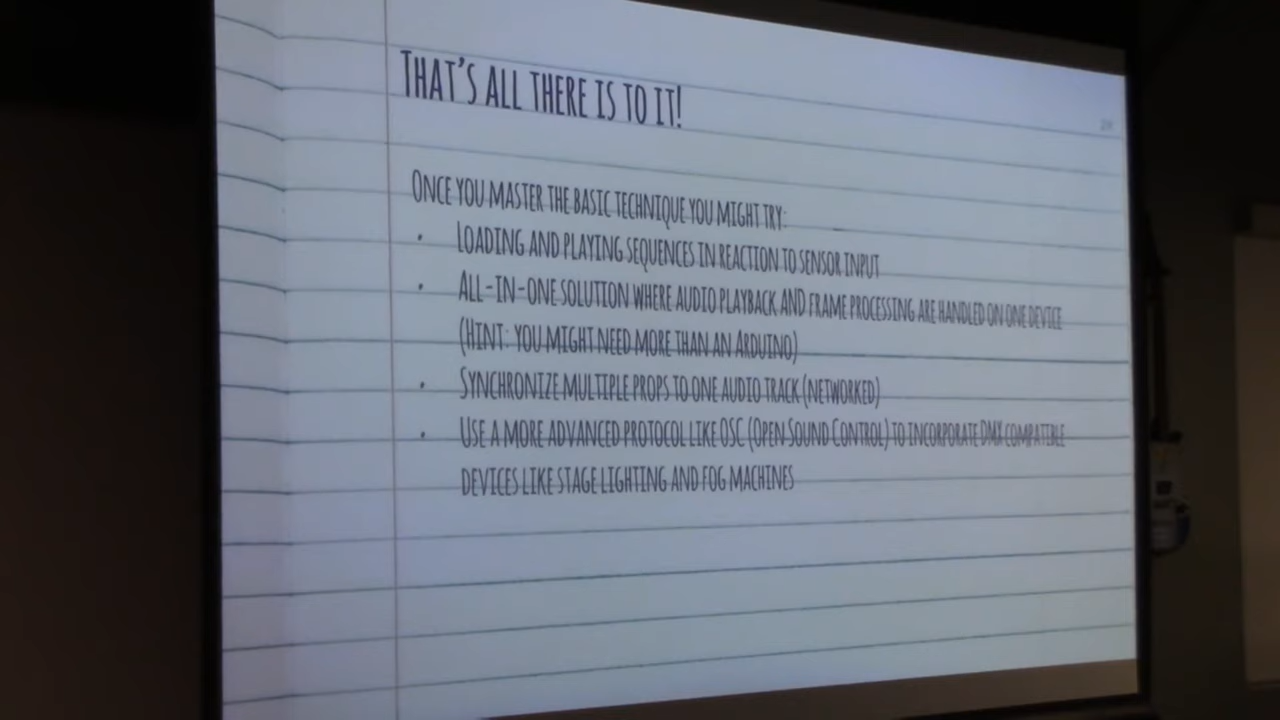 THAT'S ALL THERE IS TO IT!
ONCE YOU MASTER THE BASIC TECHNIQUE YOU MIGHT TRY:
• LOADING AND PLAYING SEQUENCES IN REACTION TO SENSOR INPUT
• ALL-IN-ONE SOLUTION WHERE AUDIO PLAYBACK AND FRAME PROCESSING ARE HANDLED ON ONE DEVICE
(HINT: YOU MIGHT NEED MORE THAN AN ARDUINO)
• SYNCHRONIZE MULTIPLE PROPS TO ONE AUDIO TRACK (NETWORKED)
• USE A MORE ADVANCED PROTOCOL LIKE OSC (OPEN SOUND CONTROL) TO INCORPORATE DMX COMPATIBLE
DEVICES LIKE STAGE LIGHTING AND FOG MACHINES